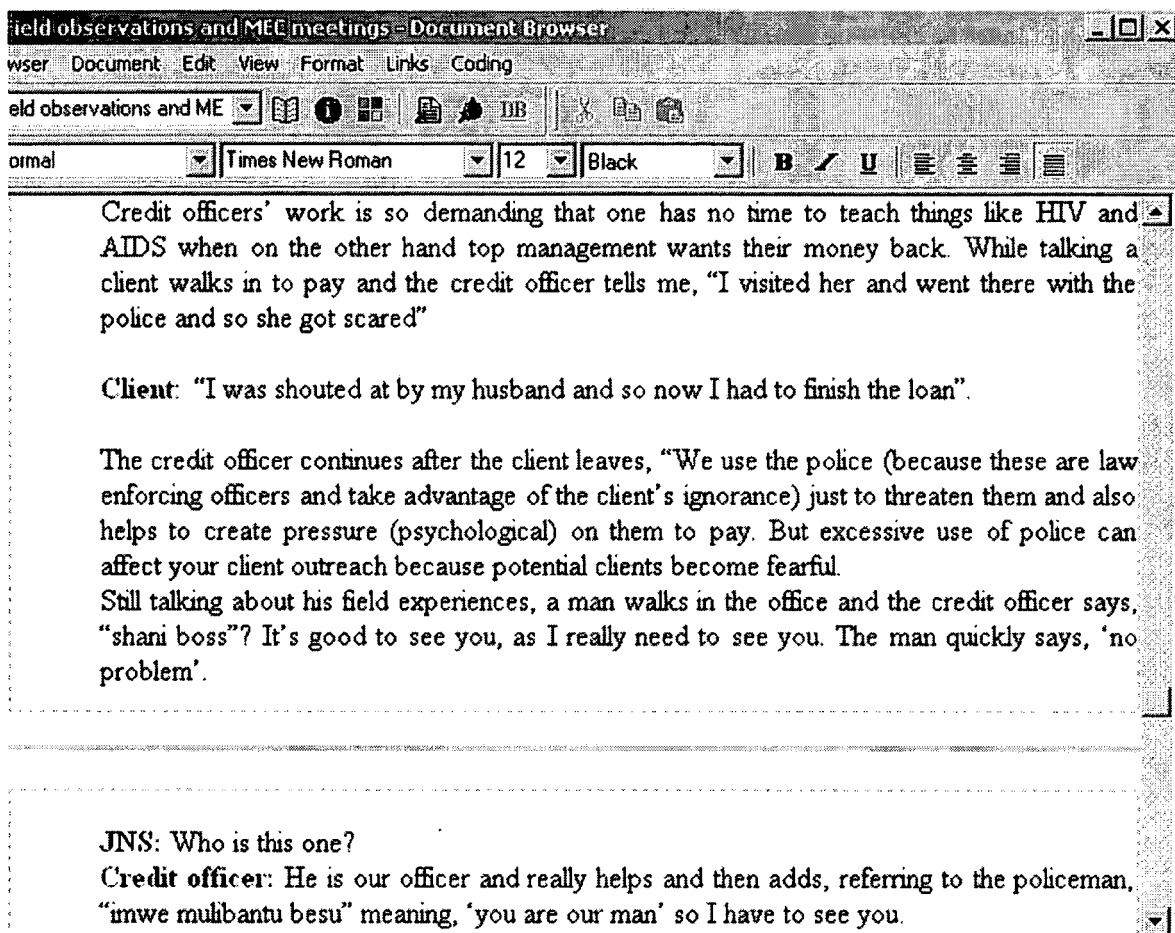 ield observations and MEC meetings - Document Browser
wser Document Edit View Format Links Coding
eld observations and ME DB
ormal Times New Roman 12 Black B I U
Credit officers' work is so demanding that one has no time to teach things like HIV and
AIDS when on the other hand top management wants their money back. While talking a
client walks in to pay and the credit officer tells me, “I visited her and went there with the
police and so she got scared”
Client: “I was shouted at by my husband and so now I had to finish the loan”.
The credit officer continues after the client leaves, “We use the police (because these are law
enforcing officers and take advantage of the client's ignorance) just to threaten them and also
helps to create pressure (psychological) on them to pay. But excessive use of police can
affect your client outreach because potential clients become fearful.
Still talking about his field experiences, a man walks in the office and the credit officer says,
“shani boss”? It's good to see you, as I really need to see you. The man quickly says, ‘no
problem’.
JNS: Who is this one?
Credit officer: He is our officer and really helps and then adds, referring to the policeman,
“imwe mulibantu besu” meaning, ‘you are our man’ so I have to see you.